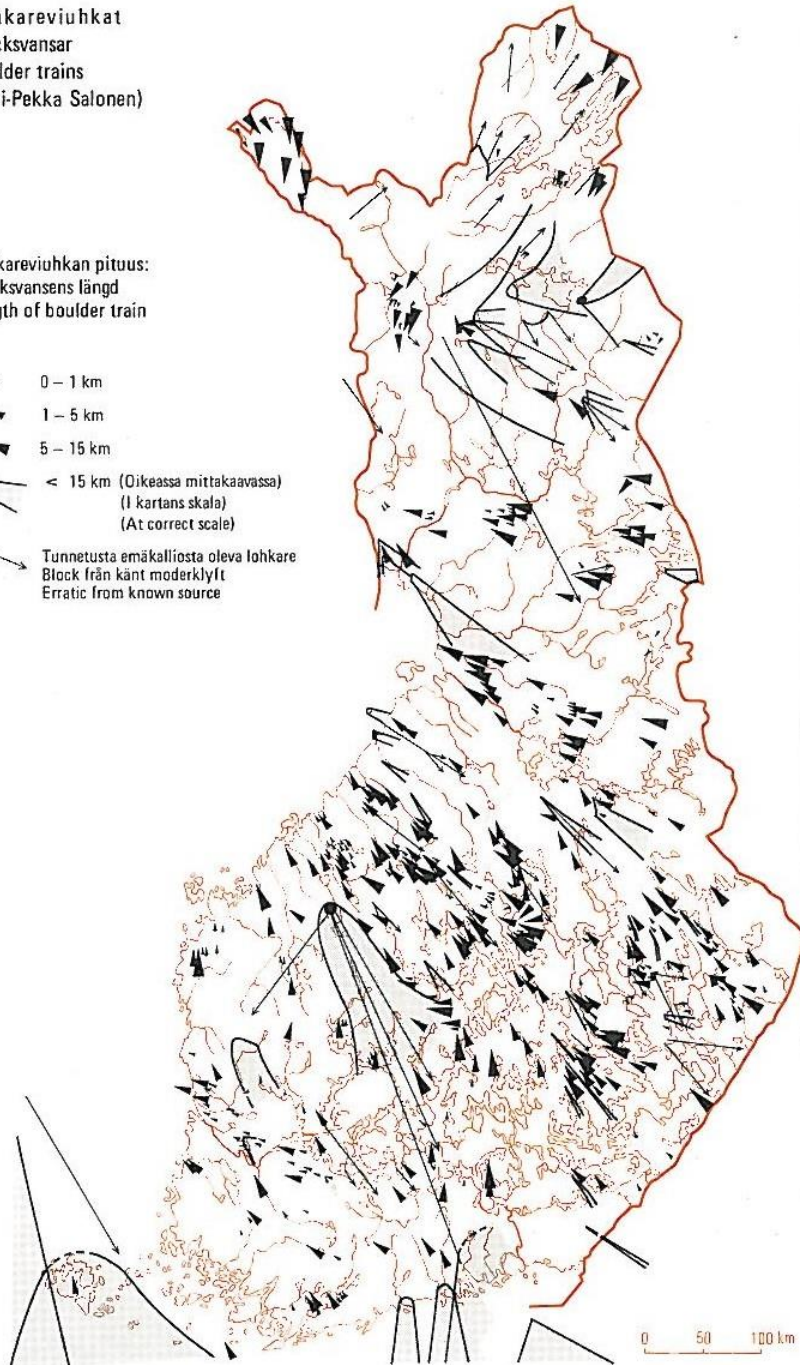 kareviuhkat
ksvansar
lder trains
i-Pekka Salonen)
kareviuhkan pituus:
ksvansens längd
gth of boulder train
0 – 1 km
1 – 5 km
5 – 15 km
< 15 km (Oikeassa mittakaavassa)
(I kartans skala)
(At correct scale)
Tunnetusta emäkalliosta oleva lohkare
Block från känt moderklyft
Erratic from known source
0 50 100 km